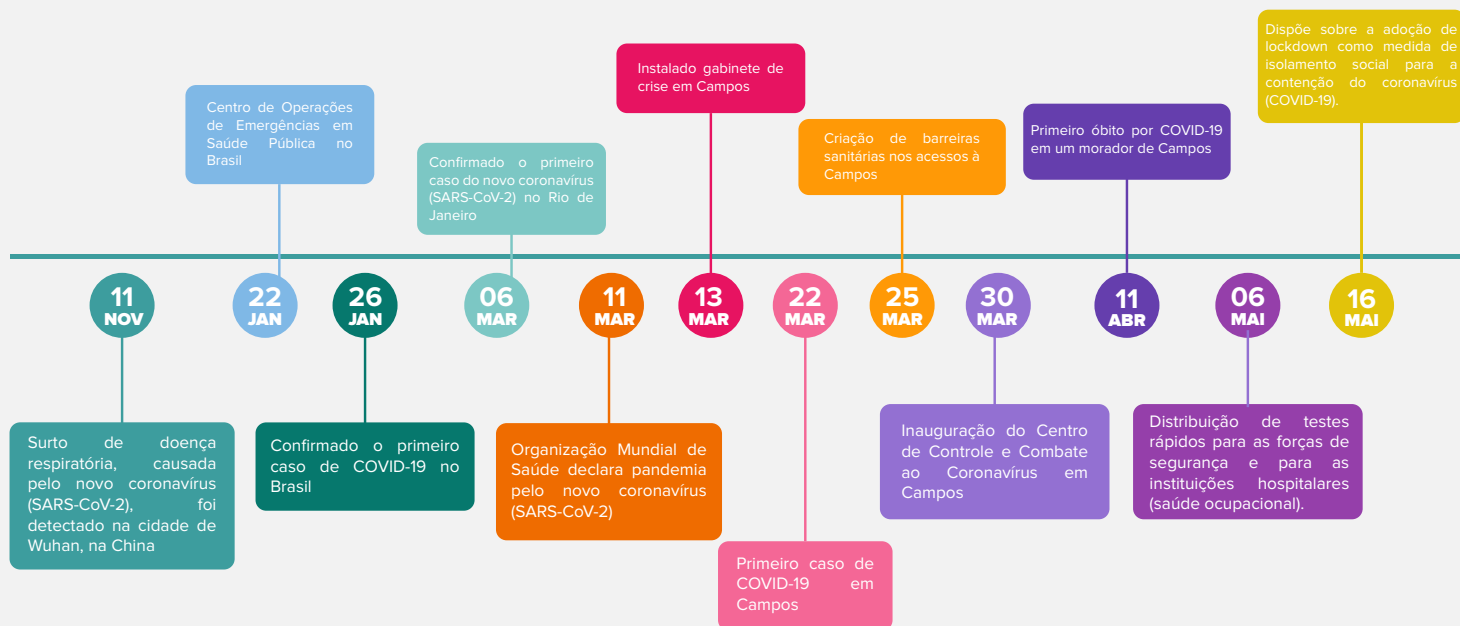 Dispõe sobre a adoção de
lockdown como medida de
isolamento social para a
contenção do coronavírus
(COVID-19).
Instalado gabinete de
crise em Campos
Centro de Operações
de Emergências em
Saúde Pública no
Brasil
Primeiro óbito por COVID-19
em um morador de Campos
Criação de barreiras
sanitárias nos acessos à
Campos
Confirmado o primeiro
caso do novo coronavírus
(SARS-CoV-2) no Rio de
Janeiro
11
NOV
22
JAN
26
JAN
06
MAR
11
MAR
13
MAR
22
MAR
25
MAR
30
MAR
11
ABR
06
MAI
16
MAI
Surto de doença
respiratória, causada
pelo novo coronavírus
(SARS-CoV-2), foi
detectado na cidade de
Wuhan, na China
Confirmado o primeiro
caso de COVID-19 no
Brasil
Organização Mundial de
Saúde declara pandemia
pelo novo coronavírus
(SARS-CoV-2)
Primeiro caso de
COVID-19 em
Campos
Inauguração do Centro
de Controle e Combate
ao Coronavírus em
Campos
Distribuição de testes
rápidos para as forças de
segurança e para as
instituições hospitalares
(saúde ocupacional).